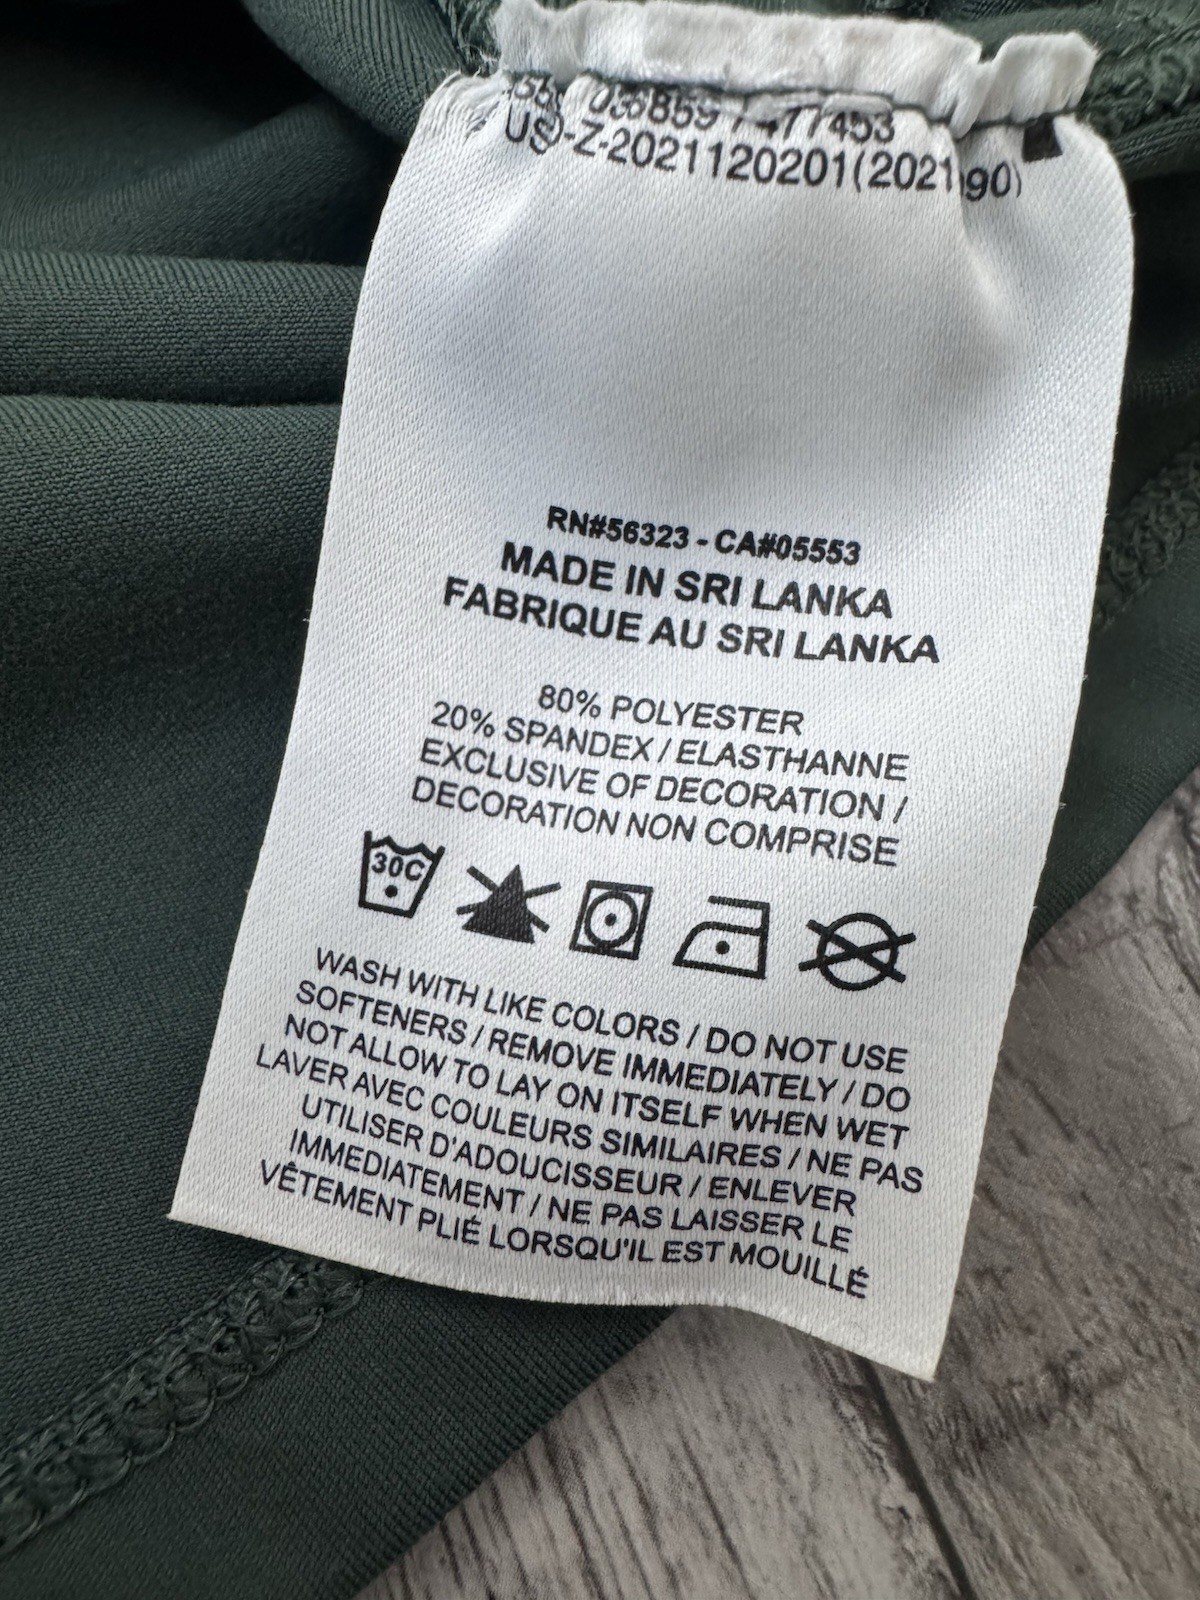 US)-Z-2021120201(202190)
RN#56323 - CA#05553
MADE IN SRI LANKA
FABRIQUE AU SRI LANKA
80% POLYESTER
20% SPANDEX / ELASTHANNE
EXCLUSIVE OF DECORATION /
DECORATION NON COMPRISE
30C
WASH WITH LIKE COLORS / DO NOT USE
SOFTENERS / REMOVE IMMEDIATELY / DO
NOT ALLOW TO LAY ON ITSELF WHEN WET
LAVER AVEC COULEURS SIMILAIRES / NE PAS
UTILISER D'ADOUCISSEUR / ENLEVER
IMMEDIATEMENT / NE PAS LAISSER LE
VÊTEMENT PLIÉ LORSQU'IL EST MOUILLÉ